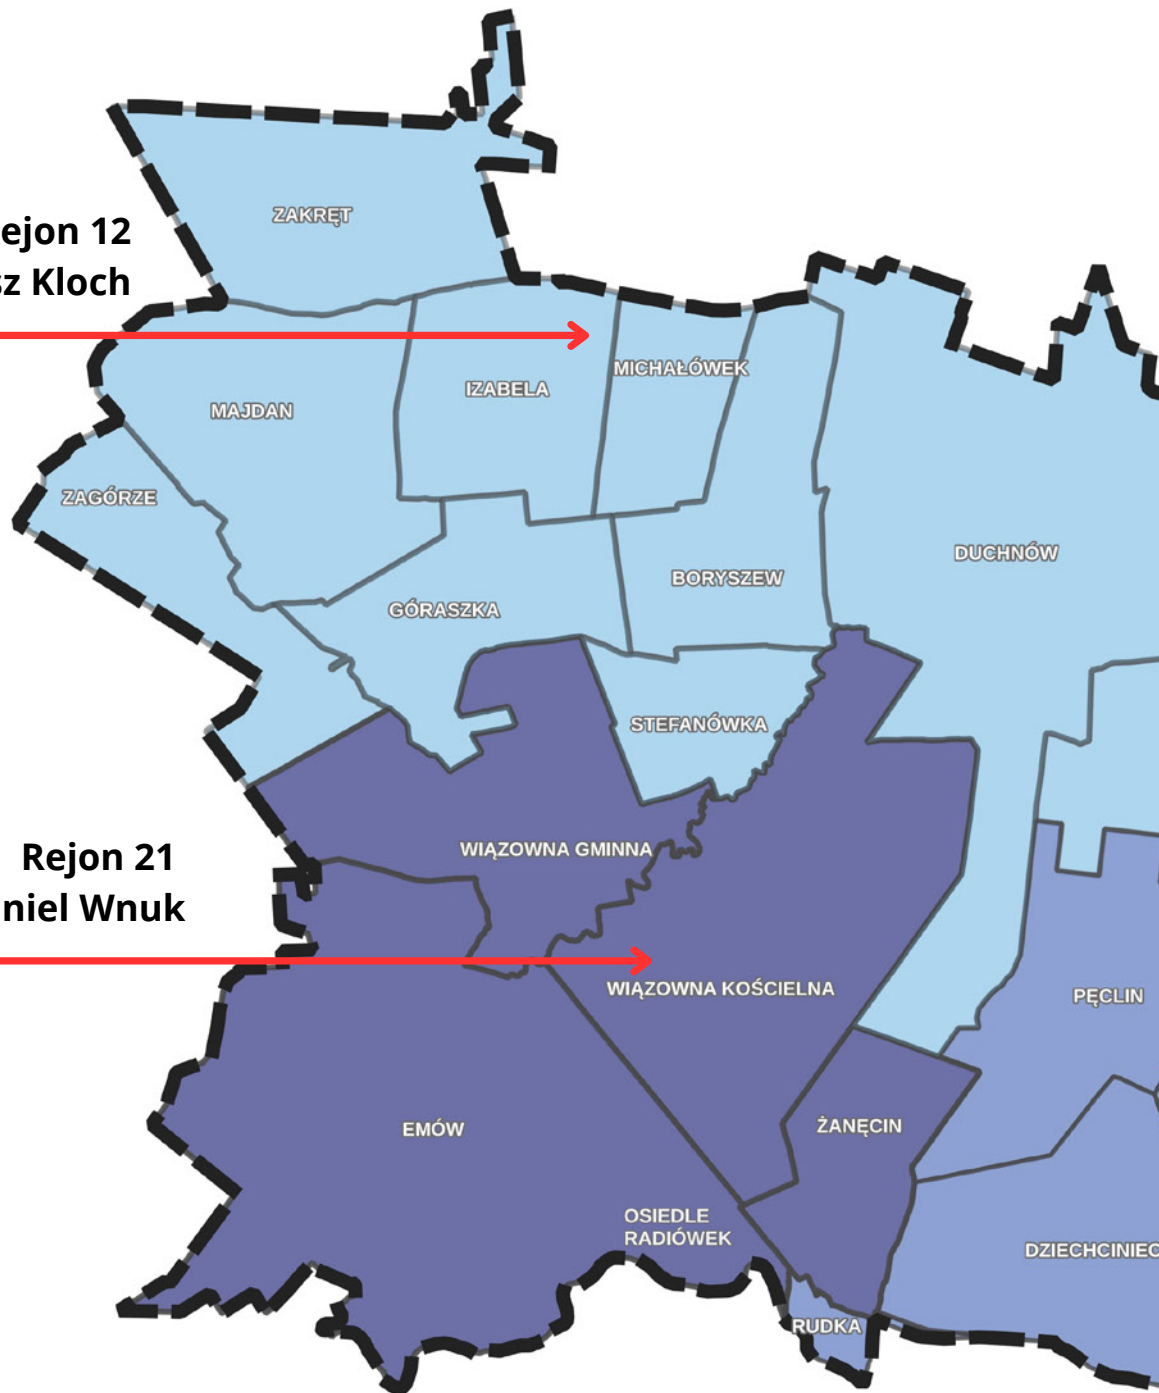 ZAKRĘT
ejon 12
sz Kloch
MICHAŁÓWEK
IZABELA
MAJDAN
ZAGÓRZE
DUCHNÓW
BORYSZEW
GÓRASZKA
STEFANÓWKA
WIĄZOWNA GMINNA
Rejon 21
niel Wnuk
WIĄZOWNA KOŚCIELNA
PĘCLIN
EMÓW
ŻANĘCIN
OSIEDLE
RADIÓWEK
DZIECHCINIEC
RUDKA